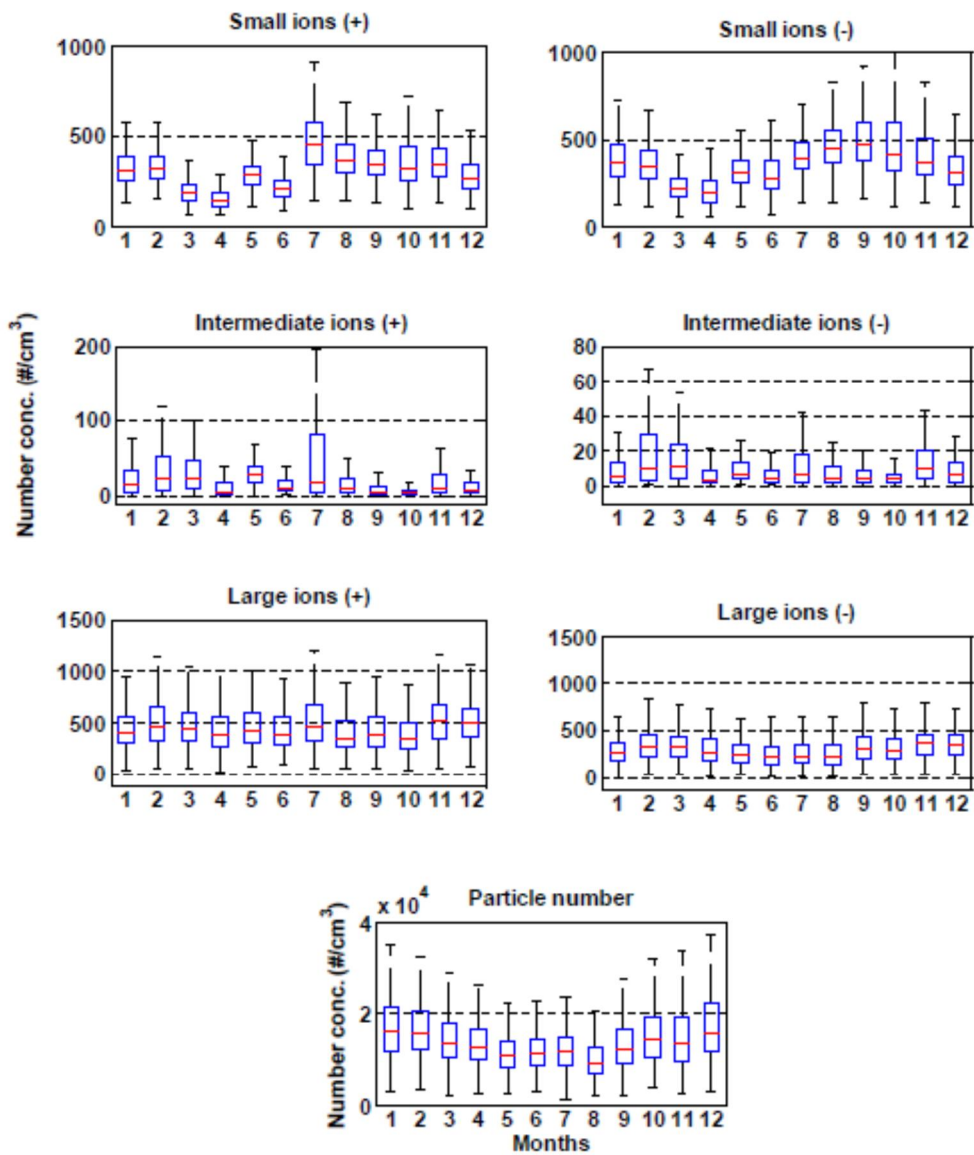 Small ions (+)
1000
500
0
1 2 3 4 5 6 7 8 9 10 11 12
Small ions (-)
1000
500
0
1 2 3 4 5 6 7 8 9 10 11 12
Number conc. (#/cm³)
Intermediate ions (+)
200
100
0
1 2 3 4 5 6 7 8 9 10 11 12
Intermediate ions (-)
80
60
40
20
0
1 2 3 4 5 6 7 8 9 10 11 12
Large ions (+)
1500
1000
500
0
1 2 3 4 5 6 7 8 9 10 11 12
Large ions (-)
1500
1000
500
0
1 2 3 4 5 6 7 8 9 10 11 12
Particle number
x 10⁴
Number conc. (#/cm³)
4
2
0
1 2 3 4 5 6 7 8 9 10 11 12
Months